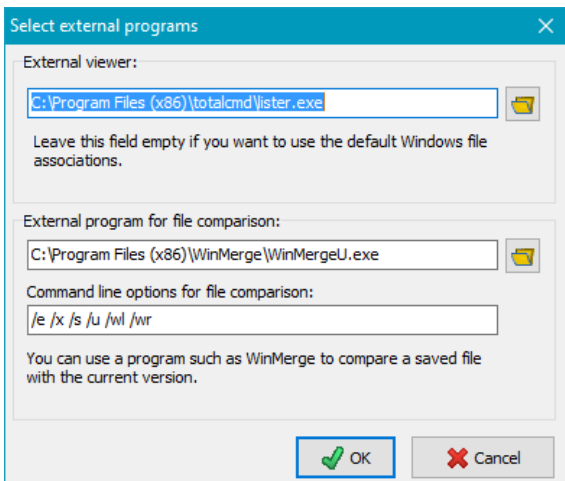 Select external programs
External viewer:
C:\Program Files (x86)\totalcmd\lister.exe
Leave this field empty if you want to use the default Windows file
associations.
External program for file comparison:
C:\Program Files (x86)\WinMerge\WinMergeU.exe
Command line options for file comparison:
/e /x /s /u /wl /wr
You can use a program such as WinMerge to compare a saved file
with the current version.
OK Cancel